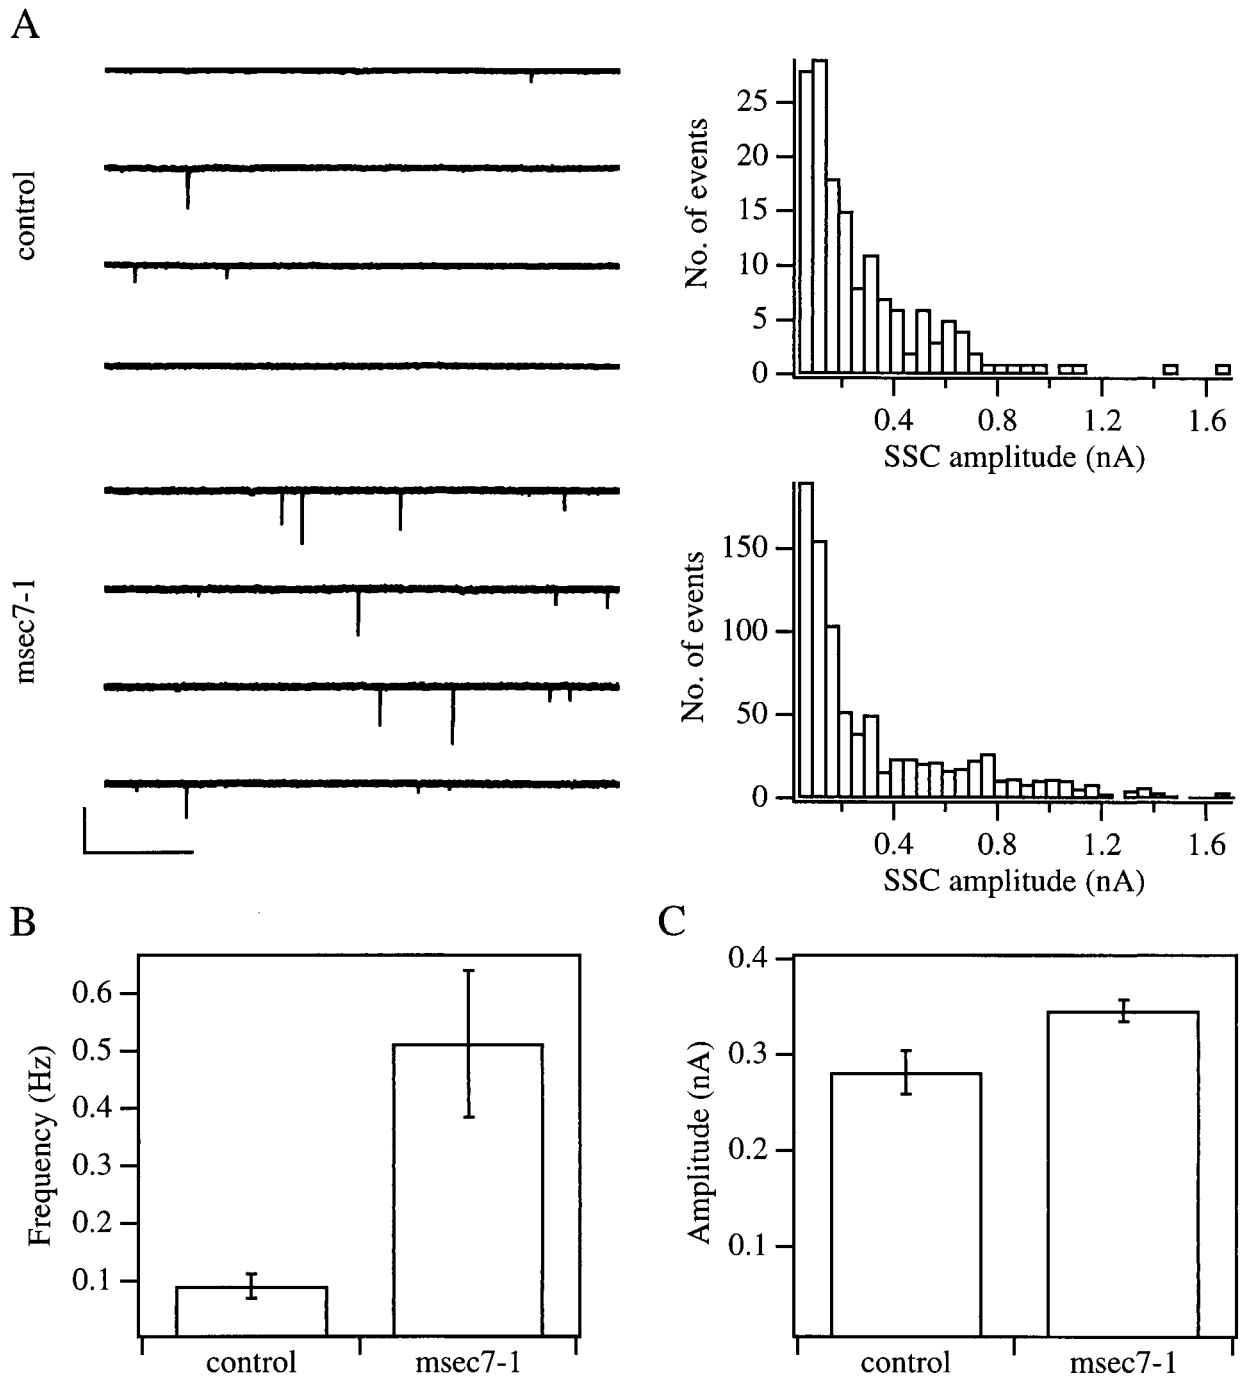 A
control
msec7-1
No. of events
25
20
15
10
5
0
0.4 0.8 1.2 1.6
SSC amplitude (nA)
No. of events
150
100
50
0
0.4 0.8 1.2 1.6
SSC amplitude (nA)
B
Frequency (Hz)
0.6
0.5
0.4
0.3
0.2
0.1
control msec7-1
C
Amplitude (nA)
0.4
0.3
0.2
0.1
control msec7-1